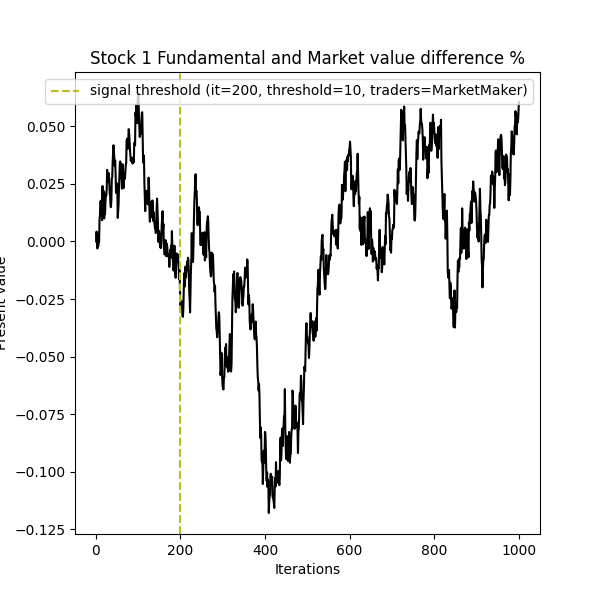 Stock 1 Fundamental and Market value difference %
signal threshold (it=200, threshold=10, traders=MarketMaker)
0.050
0.025
0.000
−0.025
−0.050
−0.075
−0.100
−0.125
Present value
0 200 400 600 800 1000
Iterations